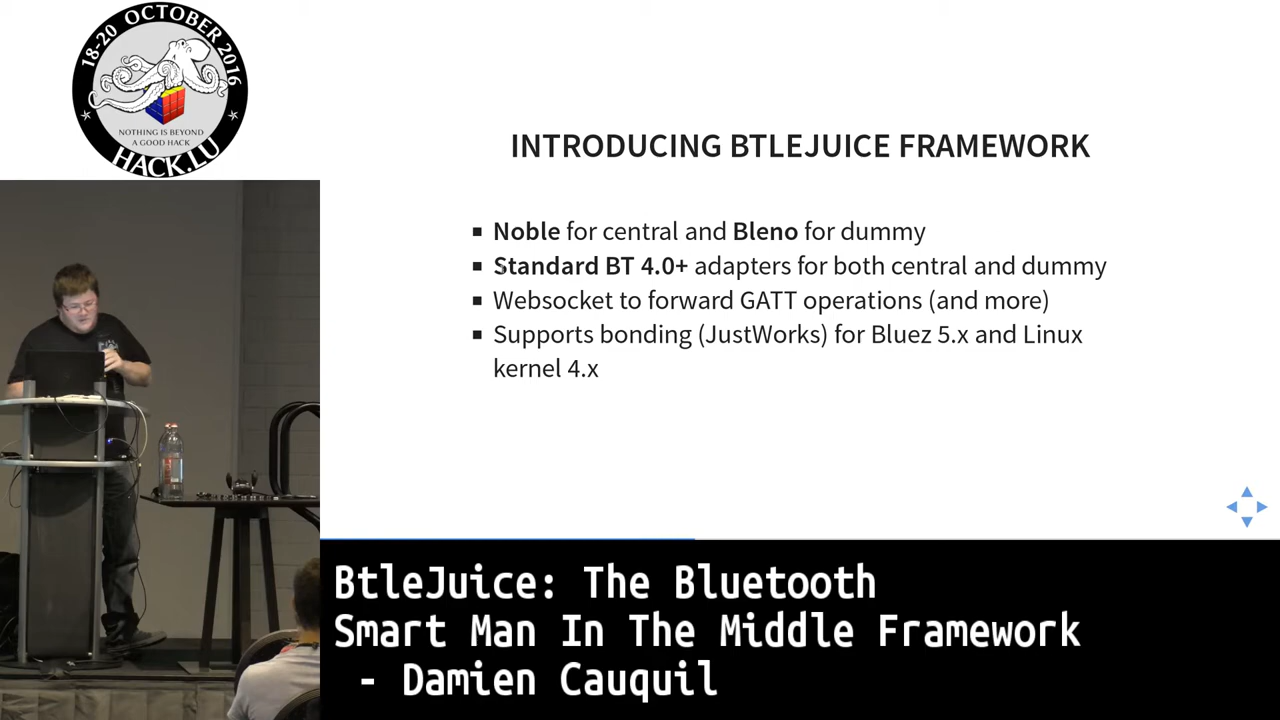 18-20 OCTOBER 2016
NOTHING IS BEYOND
A GOOD HACK
HACK.LU
INTRODUCING BTLEJUICE FRAMEWORK
Noble for central and Bleno for dummy
Standard BT 4.0+ adapters for both central and dummy
Websocket to forward GATT operations (and more)
Supports bonding (JustWorks) for Bluez 5.x and Linux
kernel 4.x
BtleJuice: The Bluetooth
Smart Man In The Middle Framework
- Damien Cauquil